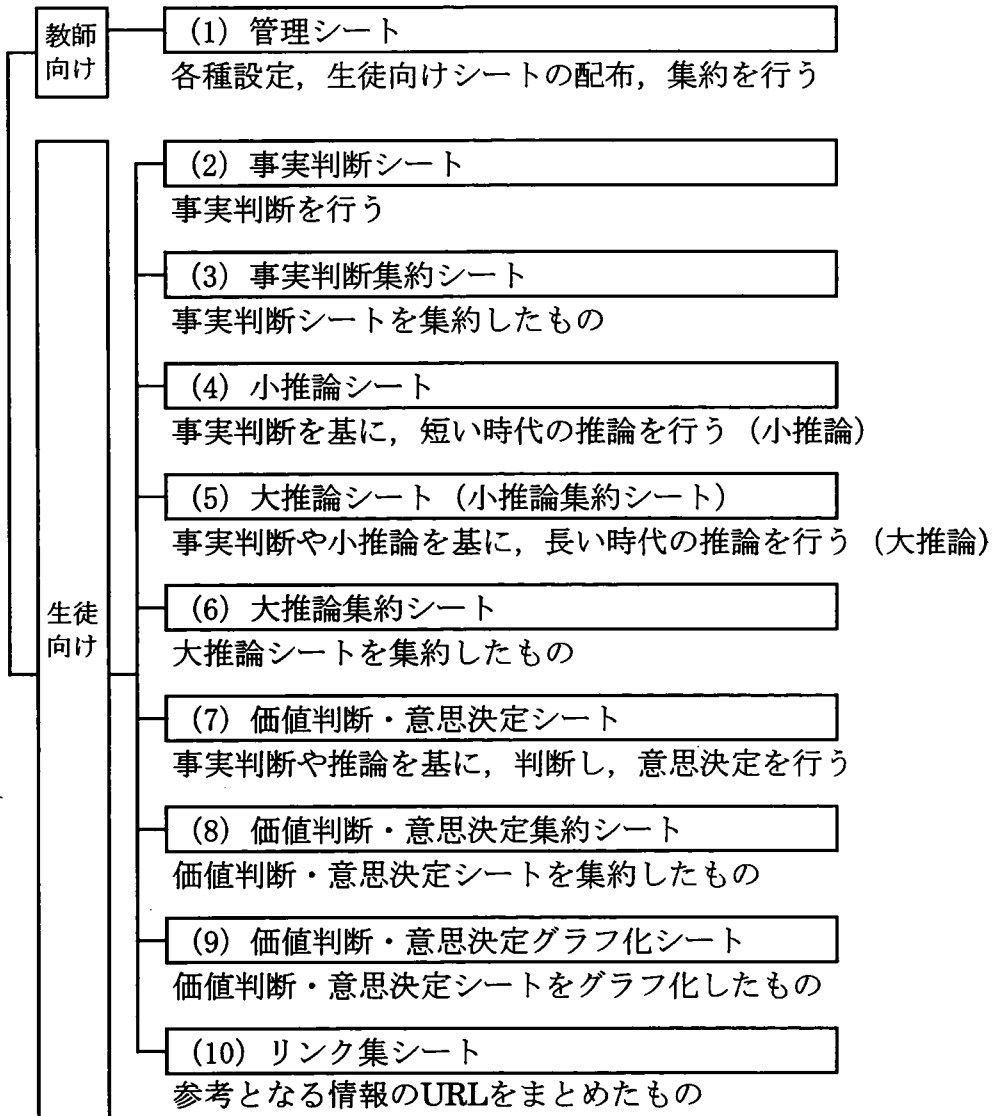 教師
向け
(1) 管理シート
各種設定，生徒向けシートの配布，集約を行う
(2) 事実判断シート
事実判断を行う
(3) 事実判断集約シート
事実判断シートを集約したもの
(4) 小推論シート
事実判断を基に，短い時代の推論を行う（小推論）
(5) 大推論シート（小推論集約シート）
事実判断や小推論を基に，長い時代の推論を行う（大推論）
生徒
向け
(6) 大推論集約シート
大推論シートを集約したもの
(7) 価値判断・意思決定シート
事実判断や推論を基に，判断し，意思決定を行う
(8) 価値判断・意思決定集約シート
価値判断・意思決定シートを集約したもの
(9) 価値判断・意思決定グラフ化シート
価値判断・意思決定シートをグラフ化したもの
(10) リンク集シート
参考となる情報のURLをまとめたもの